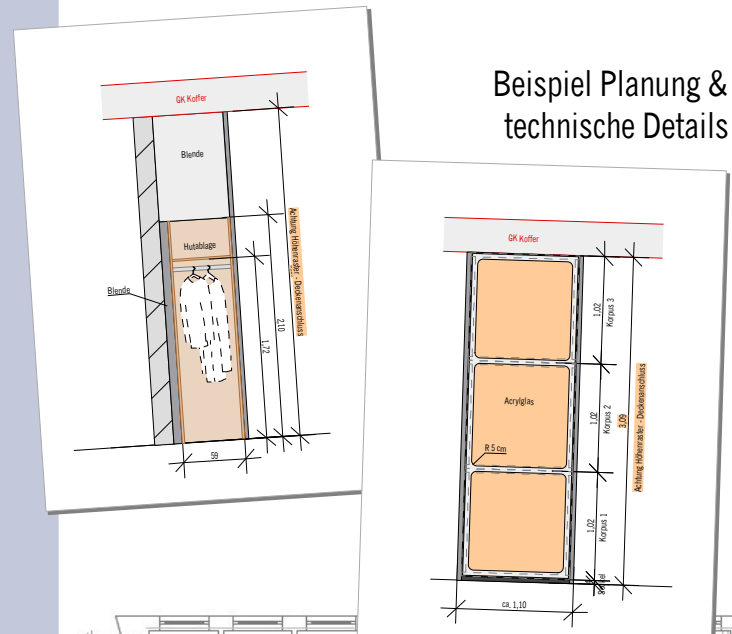 Beispiel Planung &
technische Details
GK Koffer
Blende
Hutablage
Blende
Achtung Höhenraster - Deckenanschluss
2,10
1,72
59
GK Koffer
Acrylglas
R 5 cm
1,02
Korpus 3
1,02
Korpus 2
3,09
Achtung Höhenraster - Deckenanschluss
1,02
Korpus 1
ca. 1,10